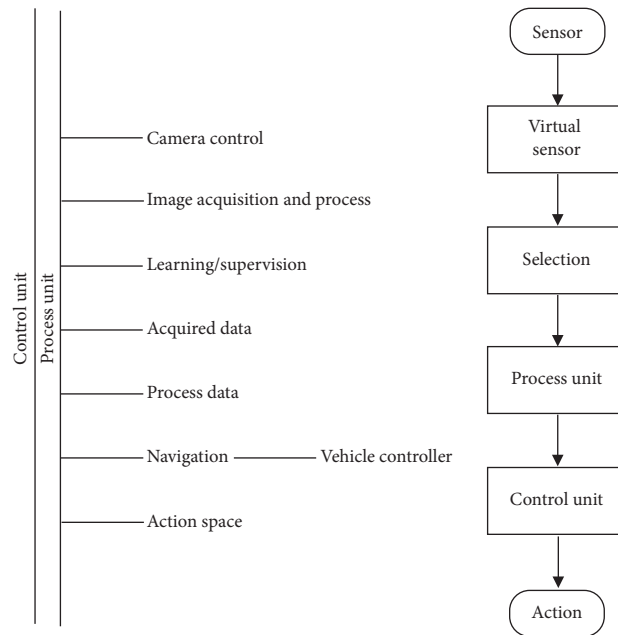 Control unit
Process unit
Camera control
Image acquisition and process
Learning/supervision
Acquired data
Process data
Navigation
Vehicle controller
Action space
Sensor
Virtual
sensor
Selection
Process unit
Control unit
Action